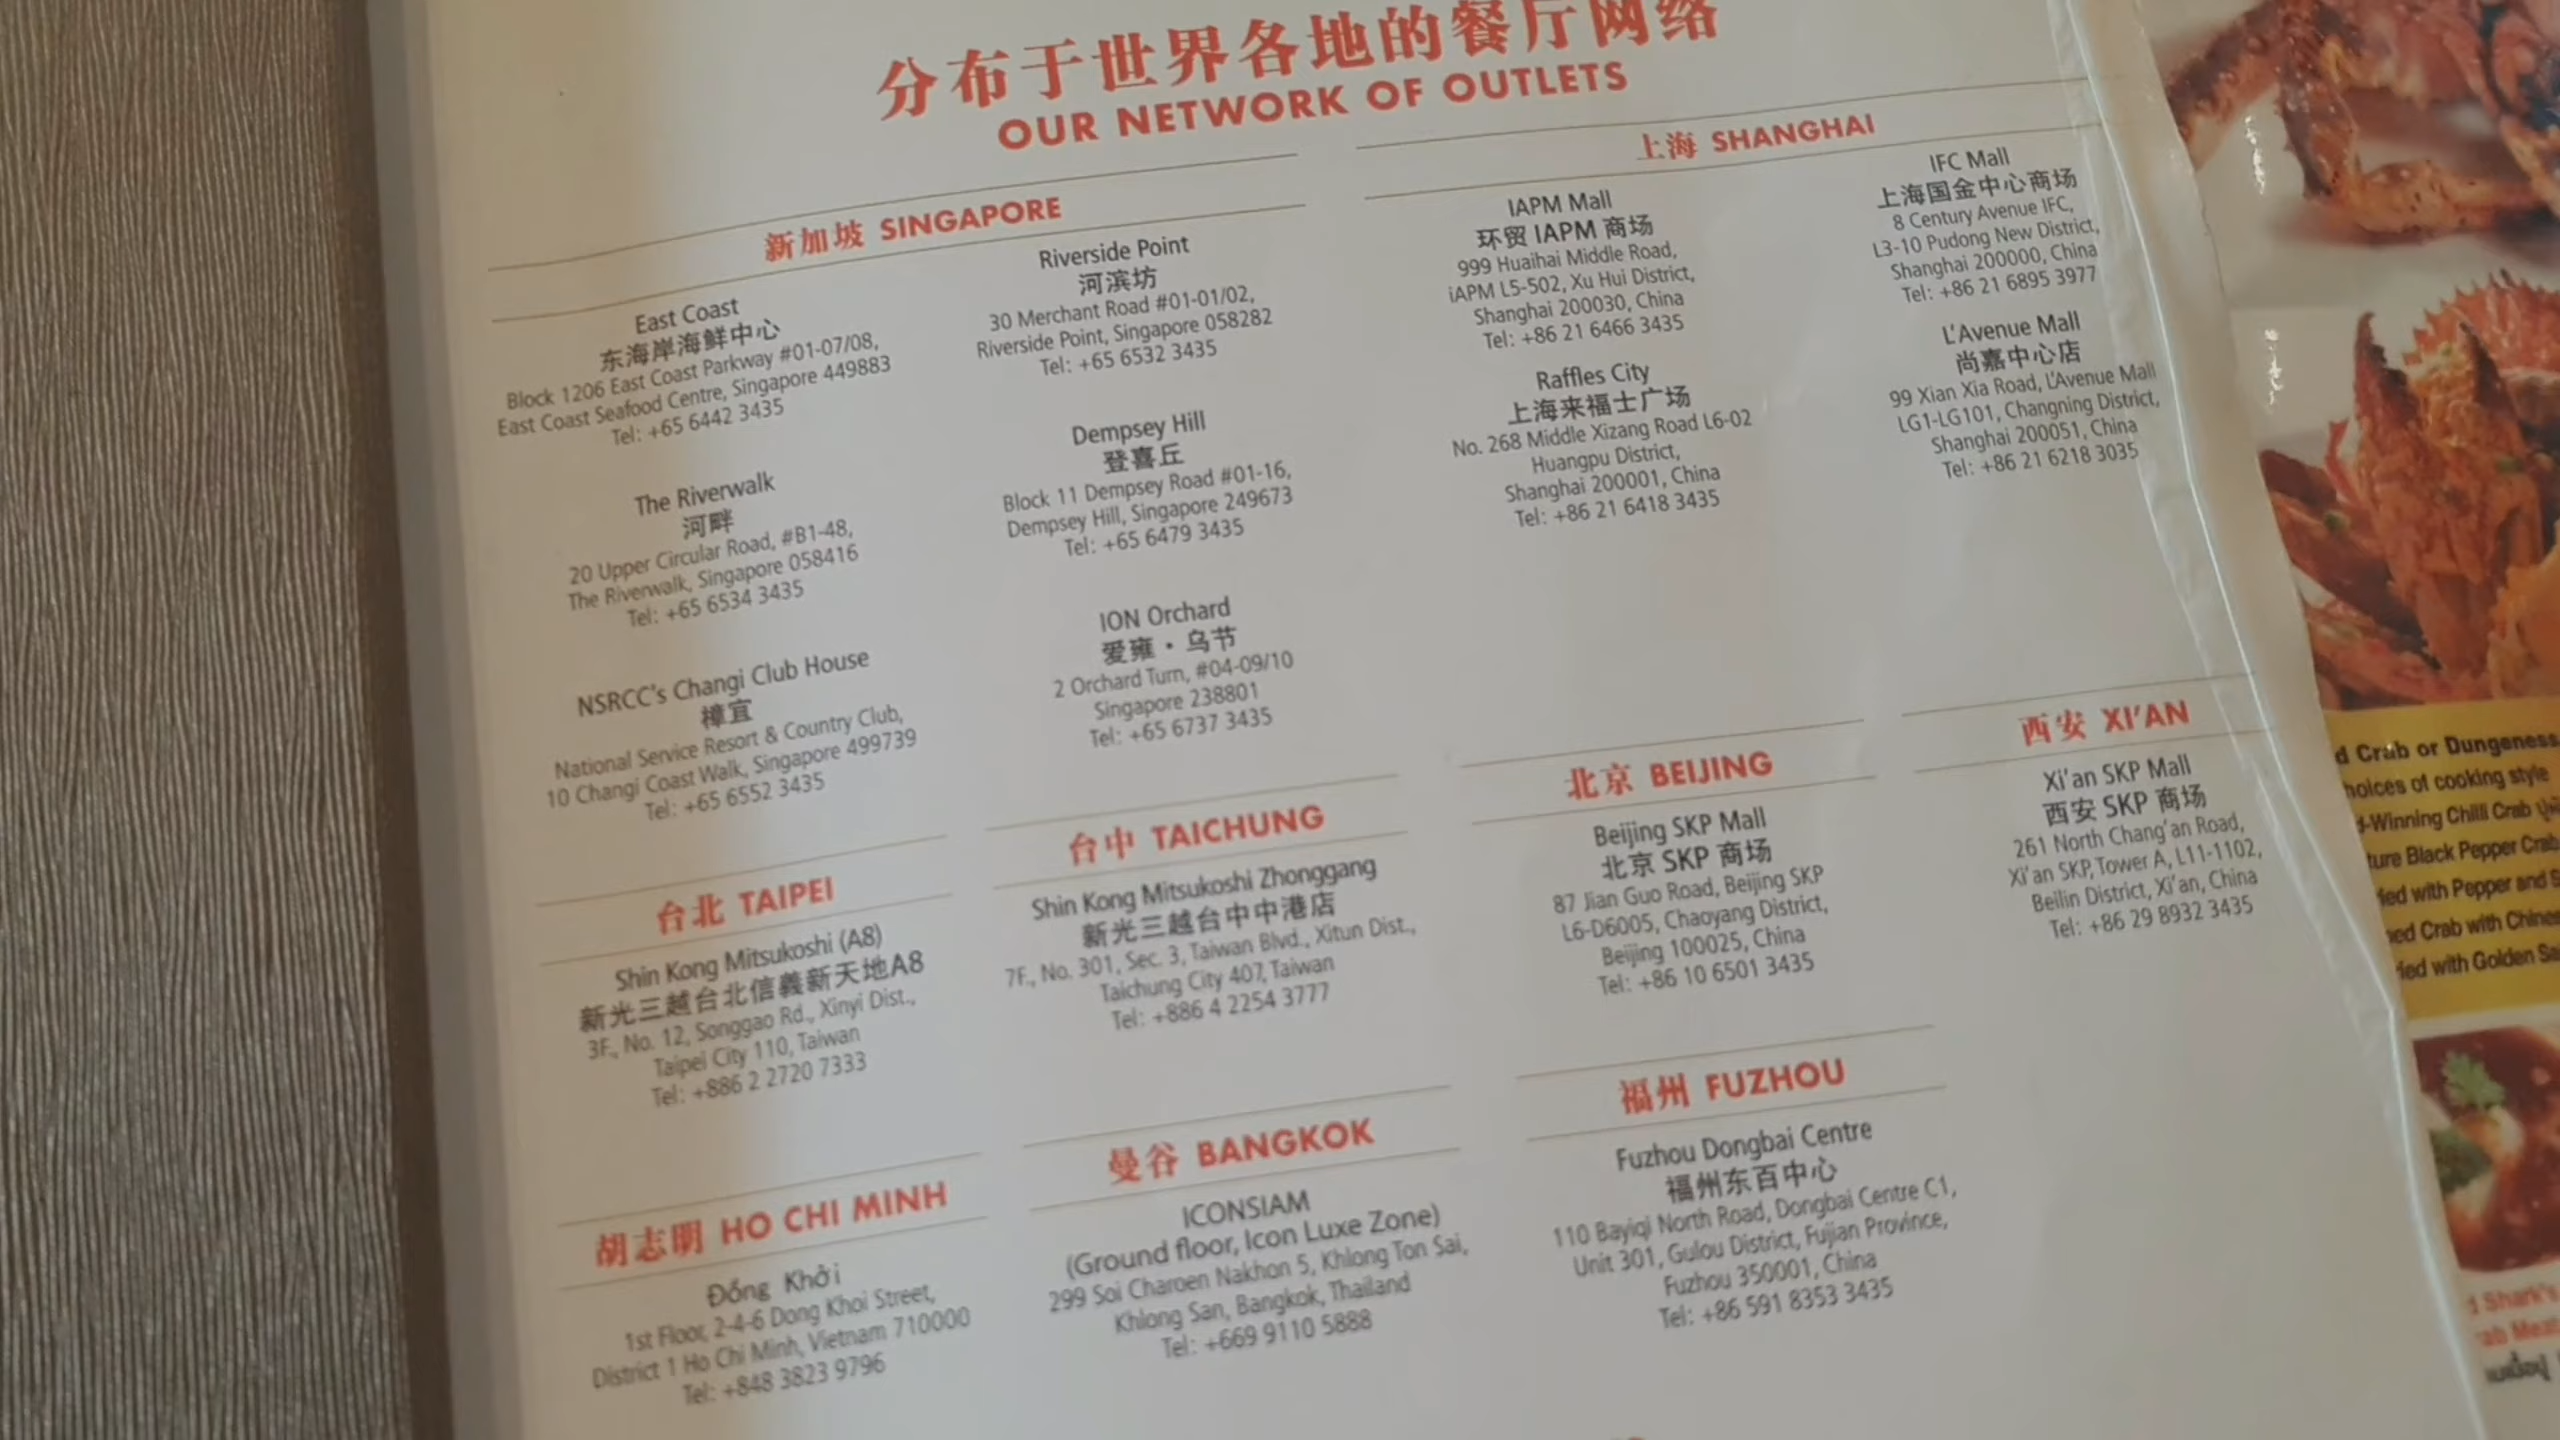 分布于世界各地的餐厅网络
OUR NETWORK OF OUTLETS
新加坡 SINGAPORE
East Coast
东海岸海鲜中心
Block 1206 East Coast Parkway #01-07/08,
East Coast Seafood Centre, Singapore 449883
Tel: +65 6442 3435
The Riverwalk
河畔
20 Upper Circular Road, #B1-48,
The Riverwalk, Singapore 058416
Tel: +65 6534 3435
NSRCC's Changi Club House
樟宜
National Service Resort & Country Club,
10 Changi Coast Walk, Singapore 499739
Tel: +65 6552 3435
Riverside Point
河滨坊
30 Merchant Road #01-01/02,
Riverside Point, Singapore 058282
Tel: +65 6532 3435
Dempsey Hill
登喜丘
Block 11 Dempsey Road #01-16,
Dempsey Hill, Singapore 249673
Tel: +65 6479 3435
ION Orchard
爱雍·乌节
2 Orchard Turn, #04-09/10
Singapore 238801
Tel: +65 6737 3435
上海 SHANGHAI
IAPM Mall
环贸 IAPM 商场
999 Huaihai Middle Road,
iAPM L5-502, Xu Hui District,
Shanghai 200030, China
Tel: +86 21 6466 3435
Raffles City
上海来福士广场
No. 268 Middle Xizang Road L6-02
Huangpu District,
Shanghai 200001, China
Tel: +86 21 6418 3435
IFC Mall
上海国金中心商场
8 Century Avenue IFC,
L3-10 Pudong New District,
Shanghai 200000, China
Tel: +86 21 6895 3977
L'Avenue Mall
尚嘉中心店
99 Xian Xia Road, L'Avenue Mall
LG1-LG101, Changning District,
Shanghai 200051, China
Tel: +86 21 6218 3035
台北 TAIPEI
Shin Kong Mitsukoshi (A8)
新光三越台北信義新天地A8
3F., No. 12, Songgao Rd., Xinyi Dist.,
Taipei City 110, Taiwan
Tel: +886 2 2720 7333
台中 TAICHUNG
Shin Kong Mitsukoshi Zhonggang
新光三越台中中港店
7F., No. 301, Sec. 3, Taiwan Blvd., Xitun Dist.,
Taichung City 407, Taiwan
Tel: +886 4 2254 3777
北京 BEIJING
Beijing SKP Mall
北京 SKP 商场
87 Jian Guo Road, Beijing SKP
L6-D6005, Chaoyang District,
Beijing 100025, China
Tel: +86 10 6501 3435
西安 XI'AN
Xi'an SKP Mall
西安 SKP 商场
261 North Chang'an Road,
Xi'an SKP, Tower A, L11-1102,
Beilin District, Xi'an, China
Tel: +86 29 8932 3435
胡志明 HO CHI MINH
Đồng Khởi
1st Floor, 2-4-6 Dong Khoi Street,
District 1 Ho Chi Minh, Vietnam 710000
Tel: +848 3823 9796
曼谷 BANGKOK
ICONSIAM
(Ground floor, Icon Luxe Zone)
299 Soi Charoen Nakhon 5, Khlong Ton Sai,
Khlong San, Bangkok, Thailand
Tel: +669 9110 5888
福州 FUZHOU
Fuzhou Dongbai Centre
福州东百中心
110 Bayiqi North Road, Dongbai Centre C1,
Unit 301, Gulou District, Fujian Province,
Fuzhou 350001, China
Tel: +86 591 8353 3435
d Crab or Dungeness
hoices of cooking style
d-Winning Chilli Crab
ture Black Pepper Crab
ried with Pepper and
med Crab with Chine
ried with Golden Sa
d Shark's
rab Meat